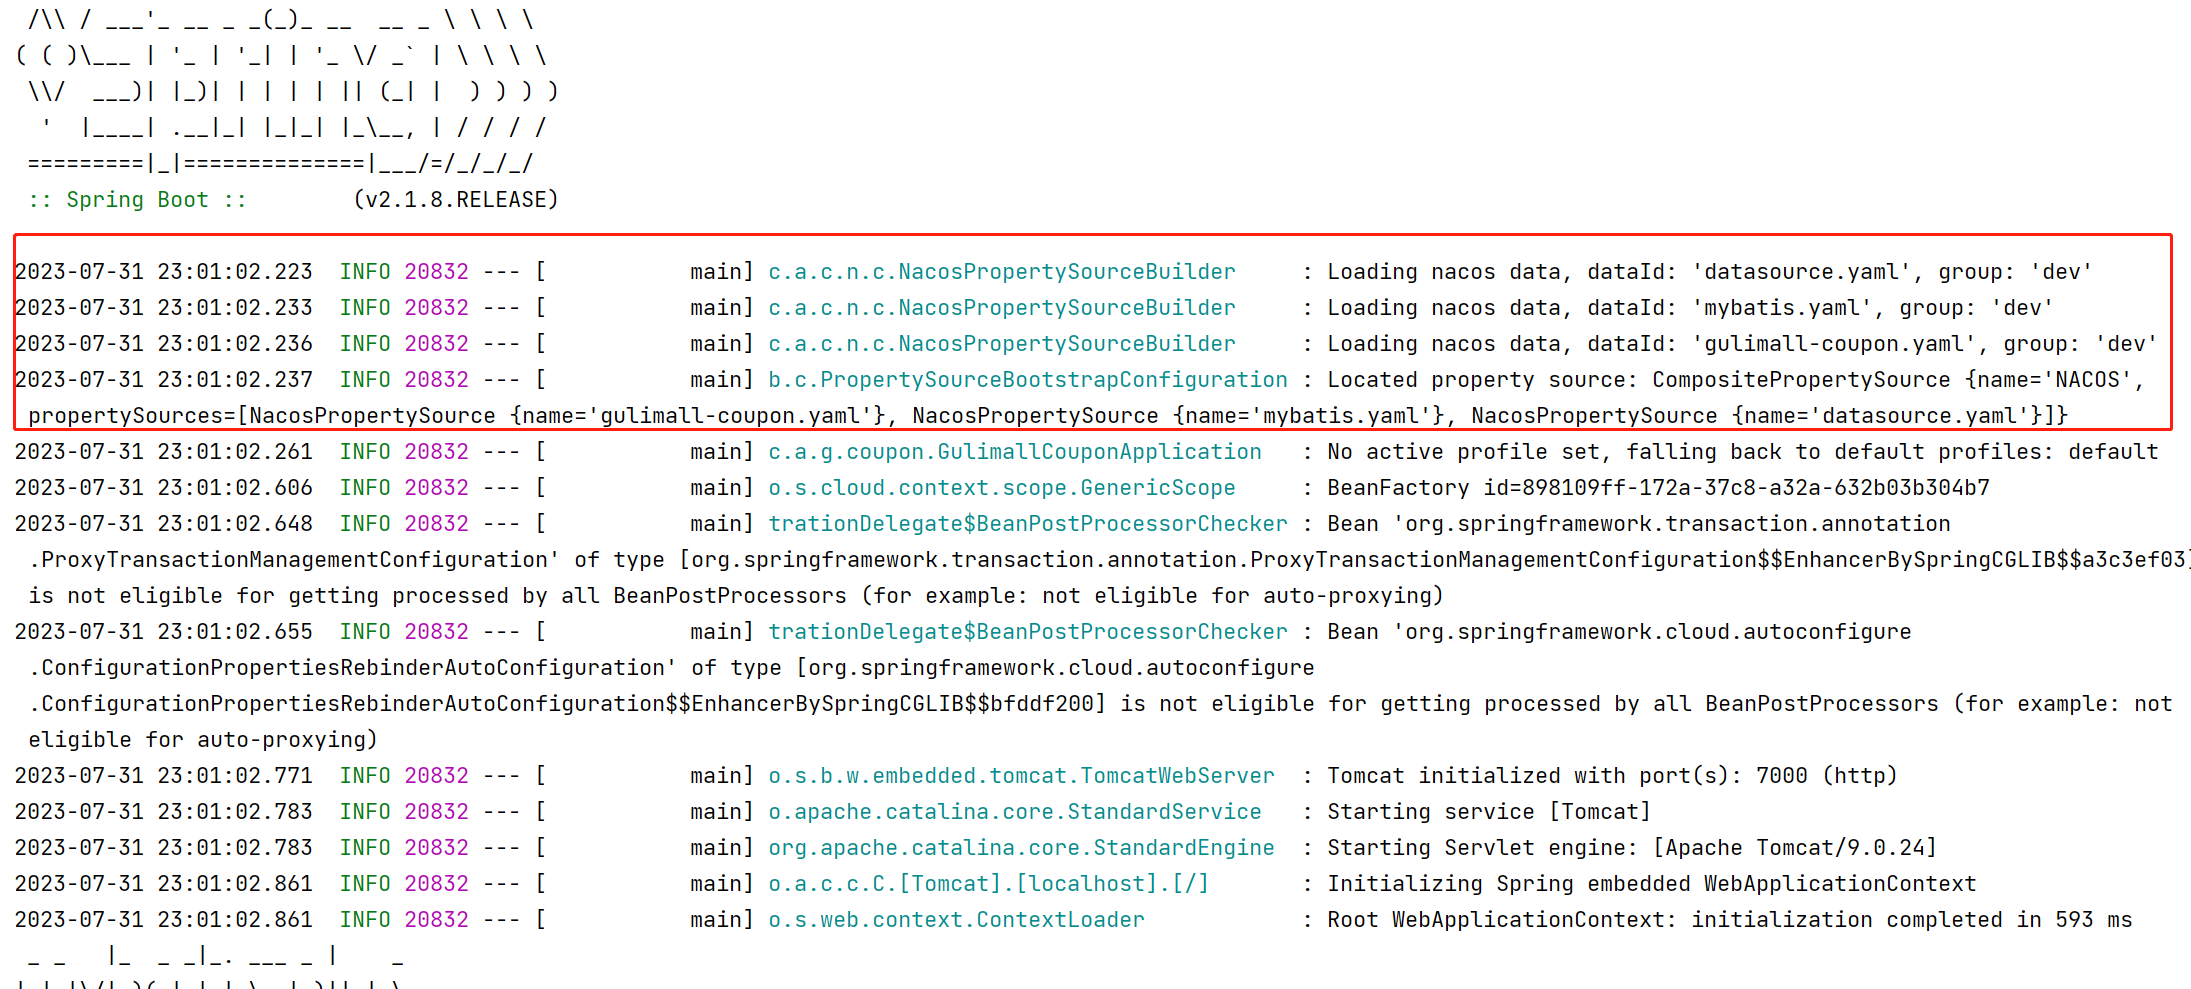 /\\ / ___'_ __ _ _(_)_ __  __ _ \ \ \ \
( ( )\___ | '_ | '_| | '_ \/ _` | \ \ \ \
 \\/  ___)| |_)| | | | | || (_| |  ) ) ) )
  '  |____| .__|_| |_|_| |_\__, | / / / /
 =========|_|==============|___/=/_/_/_/
 :: Spring Boot ::        (v2.1.8.RELEASE)
2023-07-31 23:01:02.223  INFO 20832 --- [           main] c.a.c.n.c.NacosPropertySourceBuilder     : Loading nacos data, dataId: 'datasource.yaml', group: 'dev'
2023-07-31 23:01:02.233  INFO 20832 --- [           main] c.a.c.n.c.NacosPropertySourceBuilder     : Loading nacos data, dataId: 'mybatis.yaml', group: 'dev'
2023-07-31 23:01:02.236  INFO 20832 --- [           main] c.a.c.n.c.NacosPropertySourceBuilder     : Loading nacos data, dataId: 'gulimall-coupon.yaml', group: 'dev'
2023-07-31 23:01:02.237  INFO 20832 --- [           main] b.c.PropertySourceBootstrapConfiguration : Located property source: CompositePropertySource {name='NACOS',
 propertySources=[NacosPropertySource {name='gulimall-coupon.yaml'}, NacosPropertySource {name='mybatis.yaml'}, NacosPropertySource {name='datasource.yaml'}]}
2023-07-31 23:01:02.261  INFO 20832 --- [           main] c.a.g.coupon.GulimallCouponApplication   : No active profile set, falling back to default profiles: default
2023-07-31 23:01:02.606  INFO 20832 --- [           main] o.s.cloud.context.scope.GenericScope     : BeanFactory id=898109ff-172a-37c8-a32a-632b03b304b7
2023-07-31 23:01:02.648  INFO 20832 --- [           main] trationDelegate$BeanPostProcessorChecker : Bean 'org.springframework.transaction.annotation
 .ProxyTransactionManagementConfiguration' of type [org.springframework.transaction.annotation.ProxyTransactionManagementConfiguration$$EnhancerBySpringCGLIB$$a3c3ef03]
 is not eligible for getting processed by all BeanPostProcessors (for example: not eligible for auto-proxying)
2023-07-31 23:01:02.655  INFO 20832 --- [           main] trationDelegate$BeanPostProcessorChecker : Bean 'org.springframework.cloud.autoconfigure
 .ConfigurationPropertiesRebinderAutoConfiguration' of type [org.springframework.cloud.autoconfigure
 .ConfigurationPropertiesRebinderAutoConfiguration$$EnhancerBySpringCGLIB$$bfddf200] is not eligible for getting processed by all BeanPostProcessors (for example: not
 eligible for auto-proxying)
2023-07-31 23:01:02.771  INFO 20832 --- [           main] o.s.b.w.embedded.tomcat.TomcatWebServer  : Tomcat initialized with port(s): 7000 (http)
2023-07-31 23:01:02.783  INFO 20832 --- [           main] o.apache.catalina.core.StandardService   : Starting service [Tomcat]
2023-07-31 23:01:02.783  INFO 20832 --- [           main] org.apache.catalina.core.StandardEngine  : Starting Servlet engine: [Apache Tomcat/9.0.24]
2023-07-31 23:01:02.861  INFO 20832 --- [           main] o.a.c.c.C.[Tomcat].[localhost].[/]       : Initializing Spring embedded WebApplicationContext
2023-07-31 23:01:02.861  INFO 20832 --- [           main] o.s.web.context.ContextLoader            : Root WebApplicationContext: initialization completed in 593 ms
 _ _   |_  _ _|_. ___ _ |    _